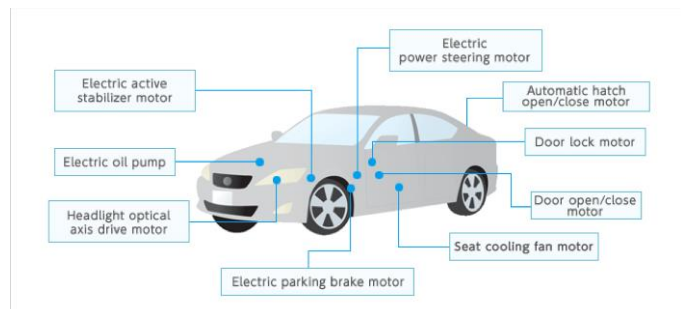 Electric
power steering motor
Electric active
stabilizer motor
Automatic hatch
open/close motor
Door lock motor
Electric oil pump
Door open/close
motor
Headlight optical
axis drive motor
Seat cooling fan motor
Electric parking brake motor